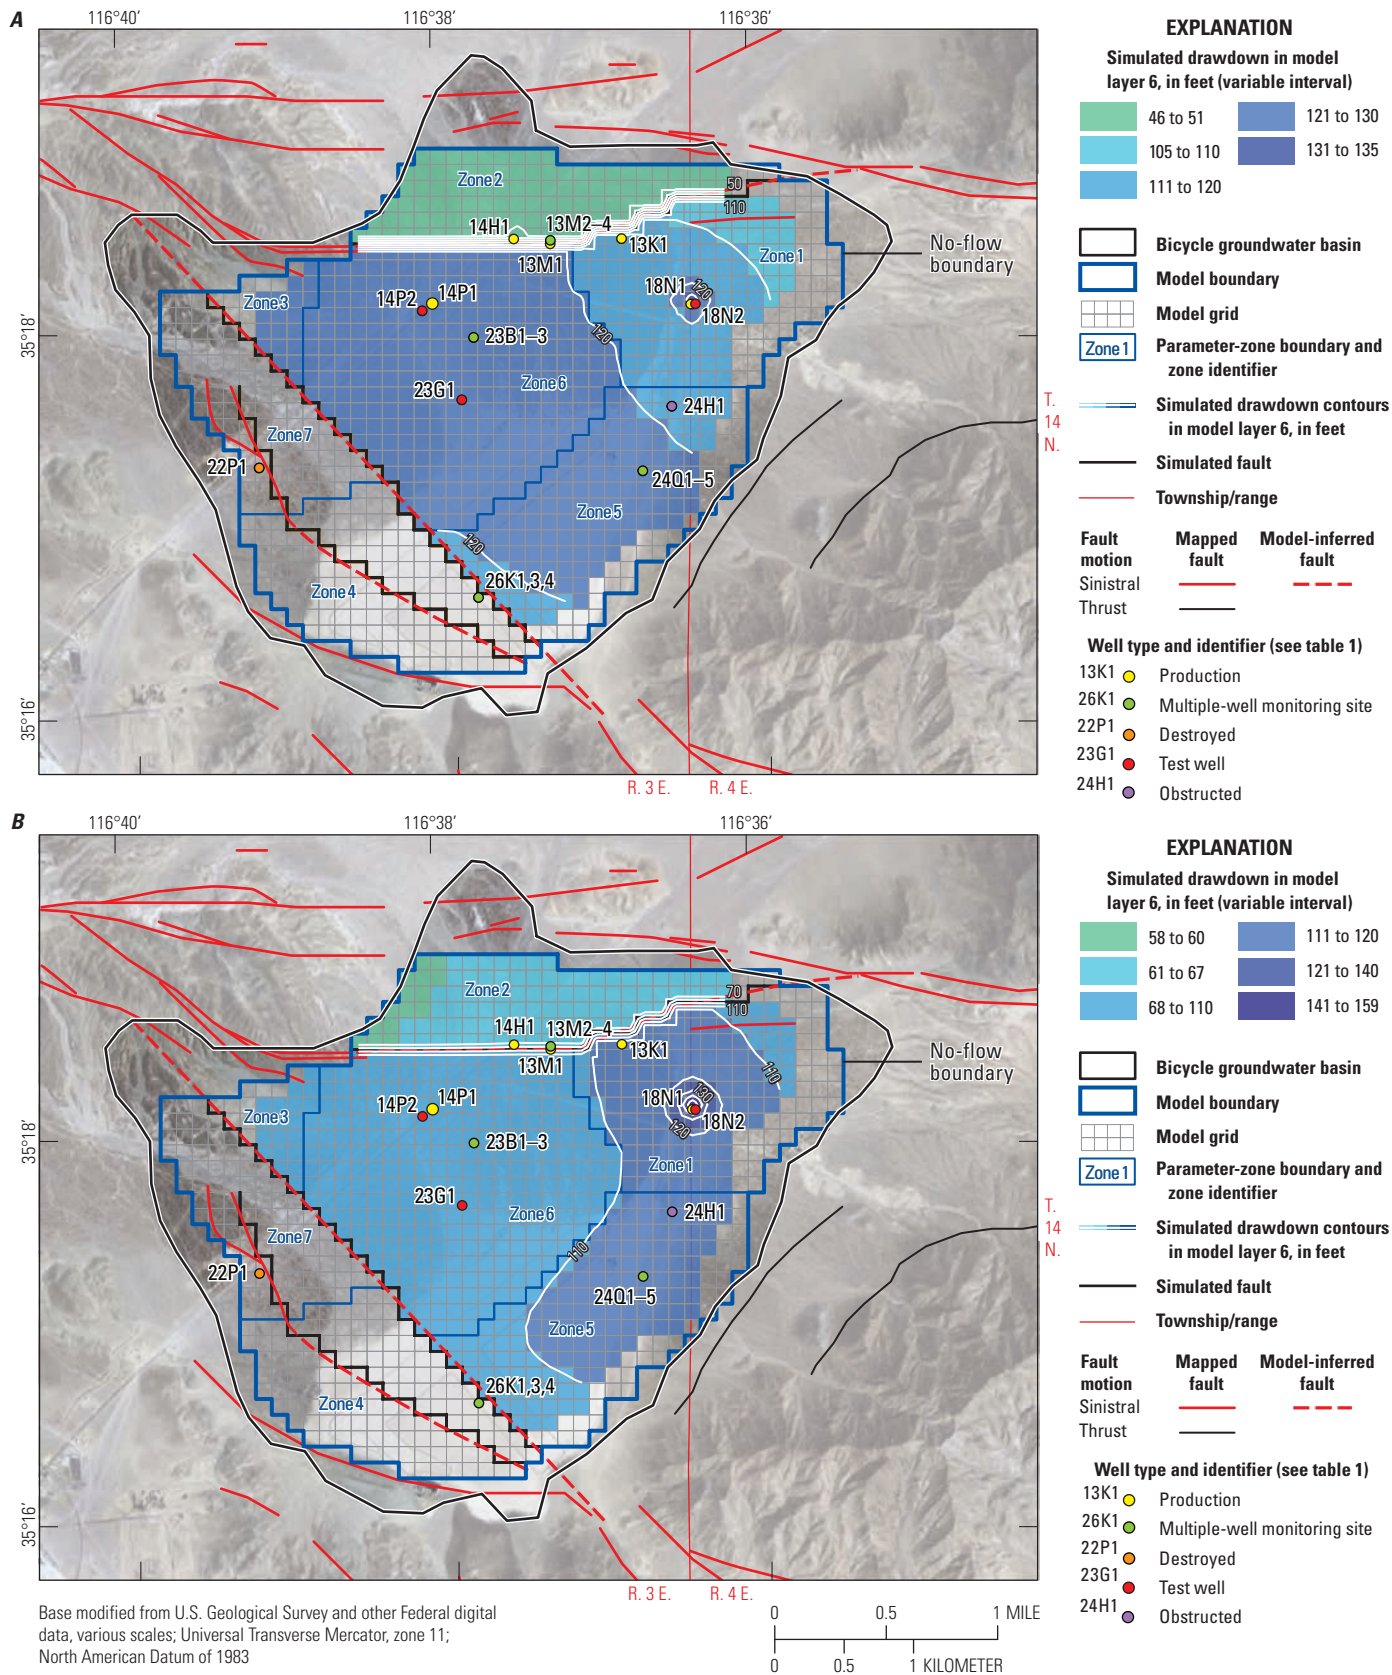 A
116°40′
116°38′
116°36′
35°18′
35°16′
Zone 2
50
110
14H1
13M2–4
13K1
13M1
Zone 1
No-flow
boundary
Zone 3
14P2
14P1
18N1
120
18N2
23B1–3
120
Zone 6
23G1
24H1
Zone 7
22P1
24Q1–5
Zone 5
120
26K1,3,4
Zone 4
T.
14
N.
R. 3 E.
R. 4 E.
EXPLANATION
Simulated drawdown in model
layer 6, in feet (variable interval)
46 to 51
121 to 130
105 to 110
131 to 135
111 to 120
Bicycle groundwater basin
Model boundary
Model grid
Zone 1
Parameter-zone boundary and
zone identifier
Simulated drawdown contours
in model layer 6, in feet
Simulated fault
Township/range
Fault
motion
Mapped
fault
Model-inferred
fault
Sinistral
Thrust
Well type and identifier (see table 1)
13K1
Production
26K1
Multiple-well monitoring site
22P1
Destroyed
23G1
Test well
24H1
Obstructed
B
116°40′
116°38′
116°36′
35°18′
35°16′
Zone 2
70
110
14H1
13M2–4
13K1
13M1
No-flow
boundary
110
Zone 3
14P2
14P1
18N1
130
18N2
120
23B1–3
Zone 1
23G1
Zone 6
24H1
Zone 7
110
22P1
24Q1–5
Zone 5
26K1,3,4
Zone 4
T.
14
N.
R. 3 E.
R. 4 E.
EXPLANATION
Simulated drawdown in model
layer 6, in feet (variable interval)
58 to 60
111 to 120
61 to 67
121 to 140
68 to 110
141 to 159
Bicycle groundwater basin
Model boundary
Model grid
Zone 1
Parameter-zone boundary and
zone identifier
Simulated drawdown contours
in model layer 6, in feet
Simulated fault
Township/range
Fault
motion
Mapped
fault
Model-inferred
fault
Sinistral
Thrust
Well type and identifier (see table 1)
13K1
Production
26K1
Multiple-well monitoring site
22P1
Destroyed
23G1
Test well
24H1
Obstructed
Base modified from U.S. Geological Survey and other Federal digital
data, various scales; Universal Transverse Mercator, zone 11;
North American Datum of 1983
0 0.5 1 MILE
0 0.5 1 KILOMETER